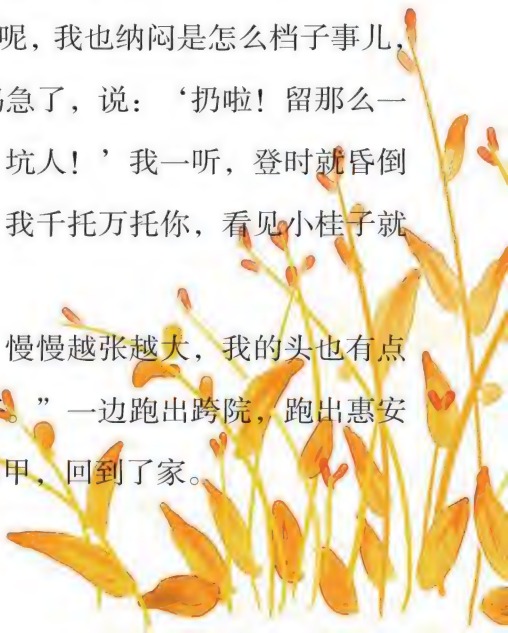 呢，我也纳闷是怎么档子事儿，
急了，说：‘扔啦！留那么一
坑人！’我一听，登时就昏倒
我千托万托你，看见小桂子就
慢慢越张越大，我的头也有点
。”一边跑出跨院，跑出惠安
甲，回到了家。